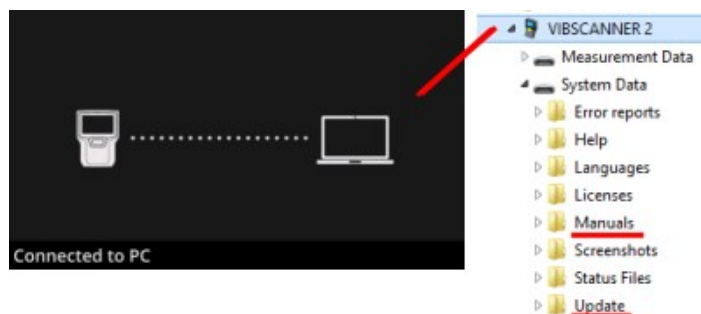 Connected to PC
VIBSCANNER 2
Measurement Data
System Data
Error reports
Help
Languages
Licenses
Manuals
Screenshots
Status Files
Update